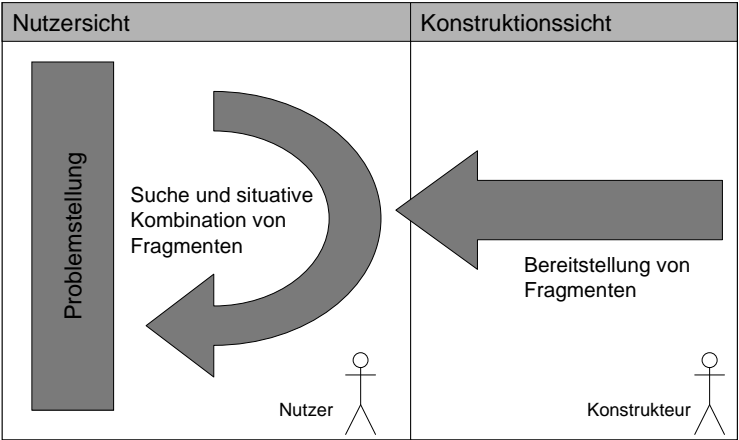 Nutzersicht
Konstruktionssicht
Problemstellung
Suche und situative
Kombination von
Fragmenten
Bereitstellung von
Fragmenten
Nutzer
Konstrukteur